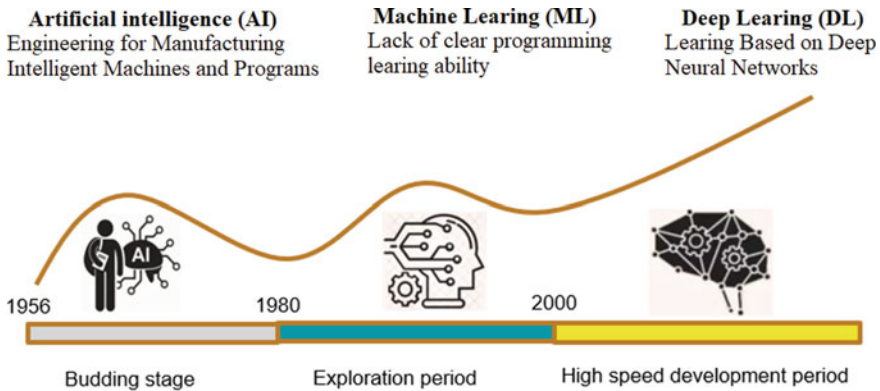 Artificial intelligence (AI)
Engineering for Manufacturing
Intelligent Machines and Programs
Machine Learing (ML)
Lack of clear programming
learing ability
Deep Learing (DL)
Learing Based on Deep
Neural Networks
AI
1956
1980
2000
Budding stage
Exploration period
High speed development period